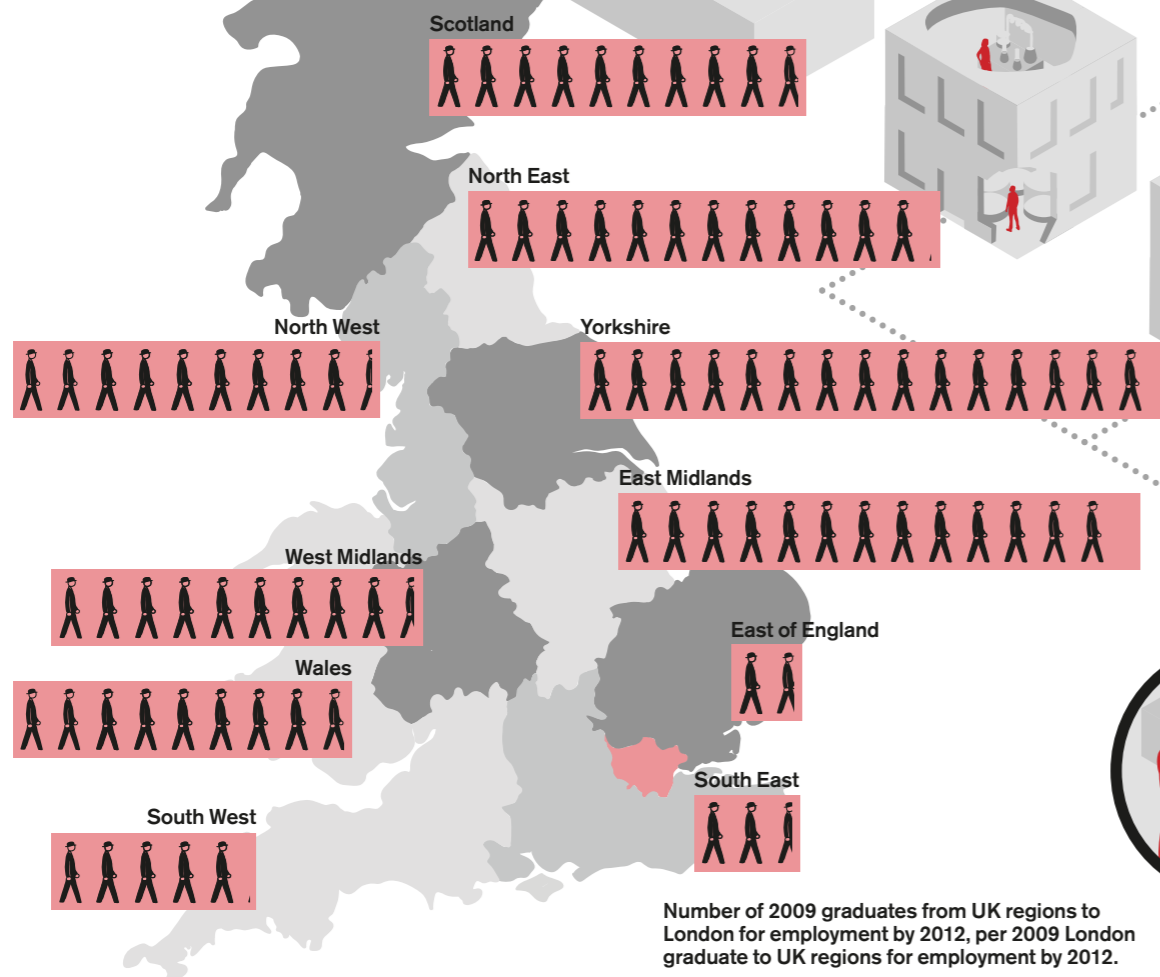 Scotland
North East
North West
Yorkshire
East Midlands
West Midlands
East of England
Wales
South East
South West
Number of 2009 graduates from UK regions to
London for employment by 2012, per 2009 London
graduate to UK regions for employment by 2012.